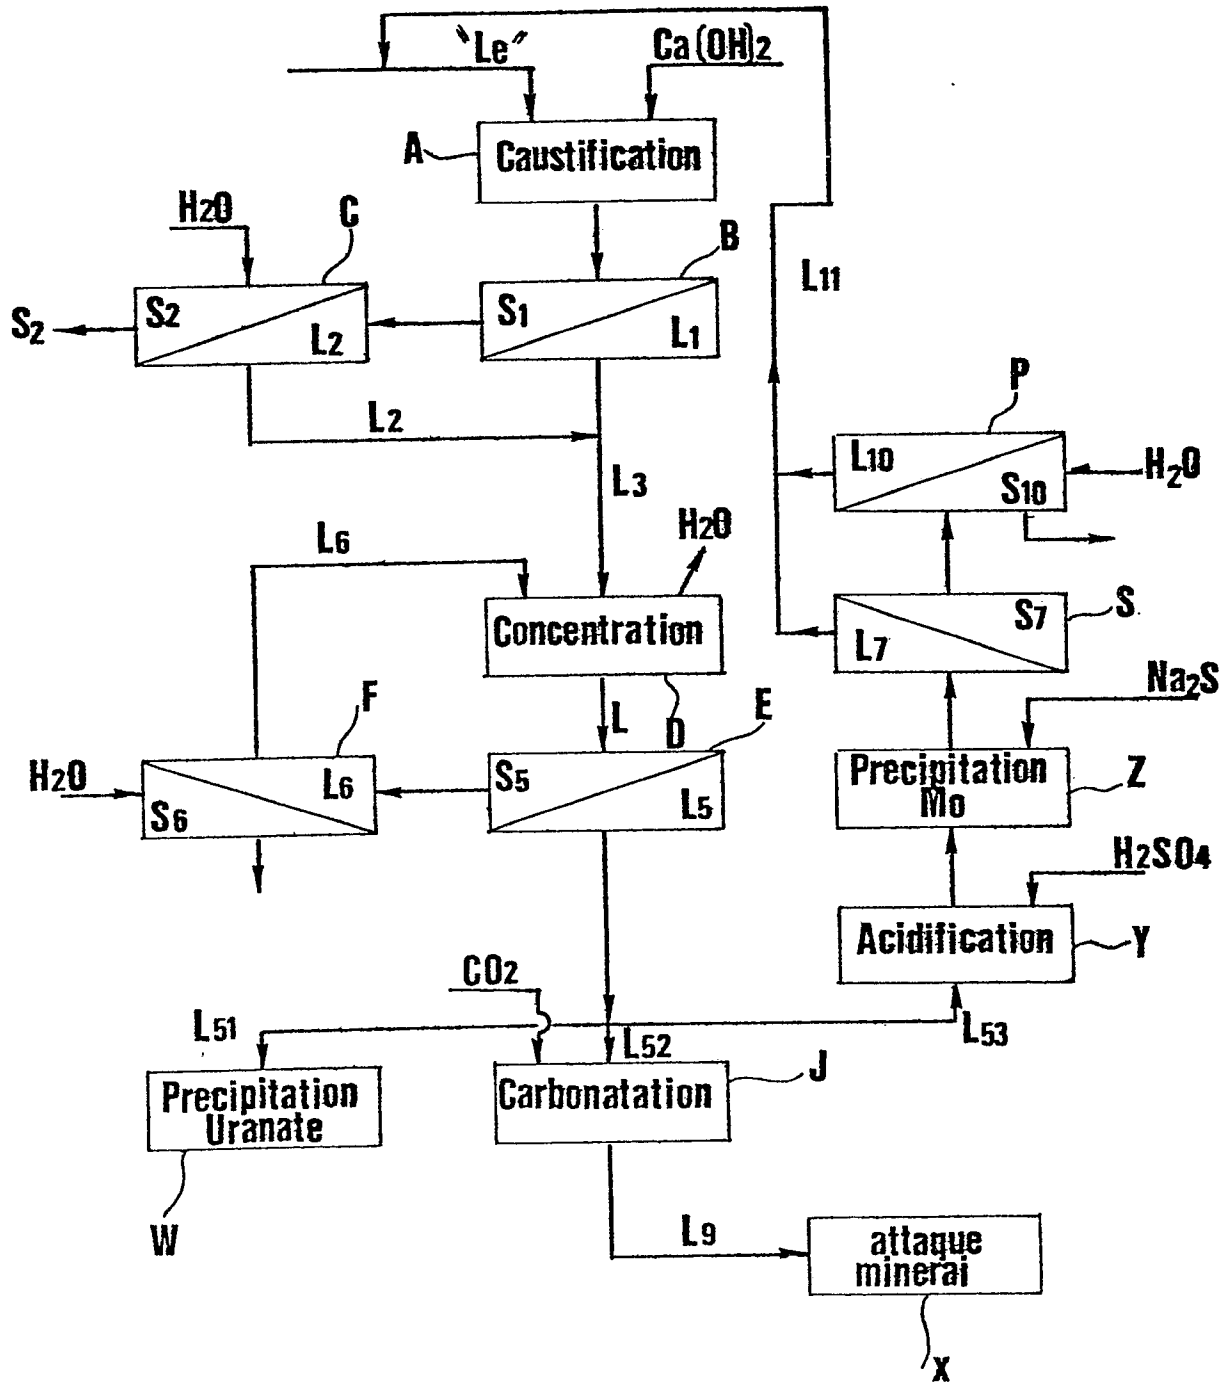 "Le"
Ca(OH)2
A
Caustification
H2O
C
B
S2
S2
L2
S1
L1
L11
L2
P
L3
L10
S10
H2O
L6
H2O
Concentration
S7
L7
S
L
D
E
F
Na2S
H2O
L6
S6
S5
L5
Precipitation
Mo
Z
H2SO4
Acidification
Y
CO2
L51
L52
L53
J
Precipitation
Uranate
Carbonatation
W
L9
attaque
minerai
X